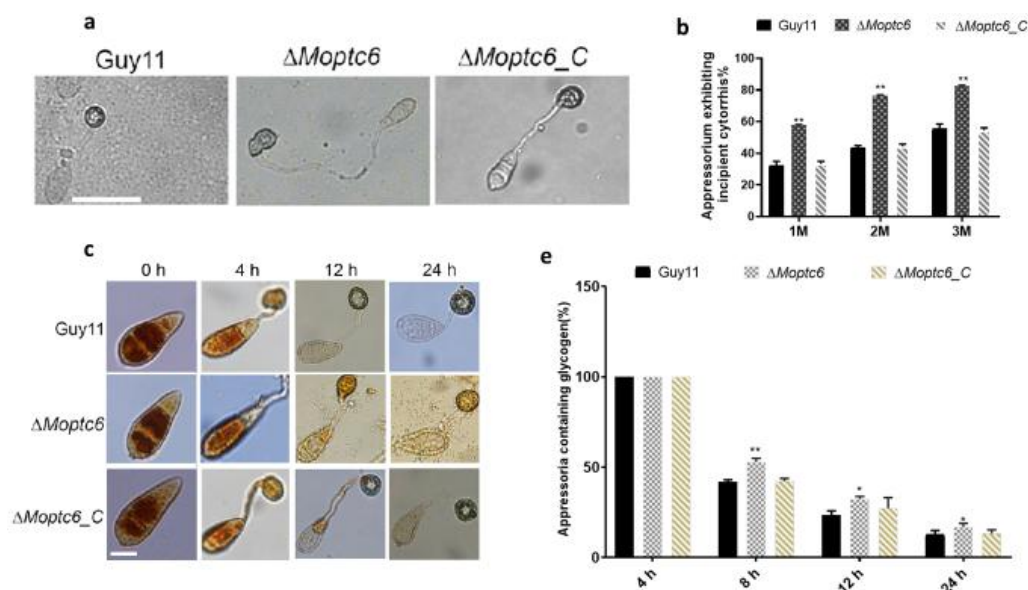 a
Guy11
ΔMoptc6
ΔMoptc6_C
b
Guy11
ΔMoptc6
ΔMoptc6_C
Appressorium exhibiting
incipient cytorrhis%
100
80
60
40
20
0
**
**
**
1M
2M
3M
c
0 h
4 h
12 h
24 h
Guy11
ΔMoptc6
ΔMoptc6_C
e
Guy11
ΔMoptc6
ΔMoptc6_C
Appressoria containing glycogen(%)
150
100
50
0
**
*
*
4 h
8 h
12 h
24 h